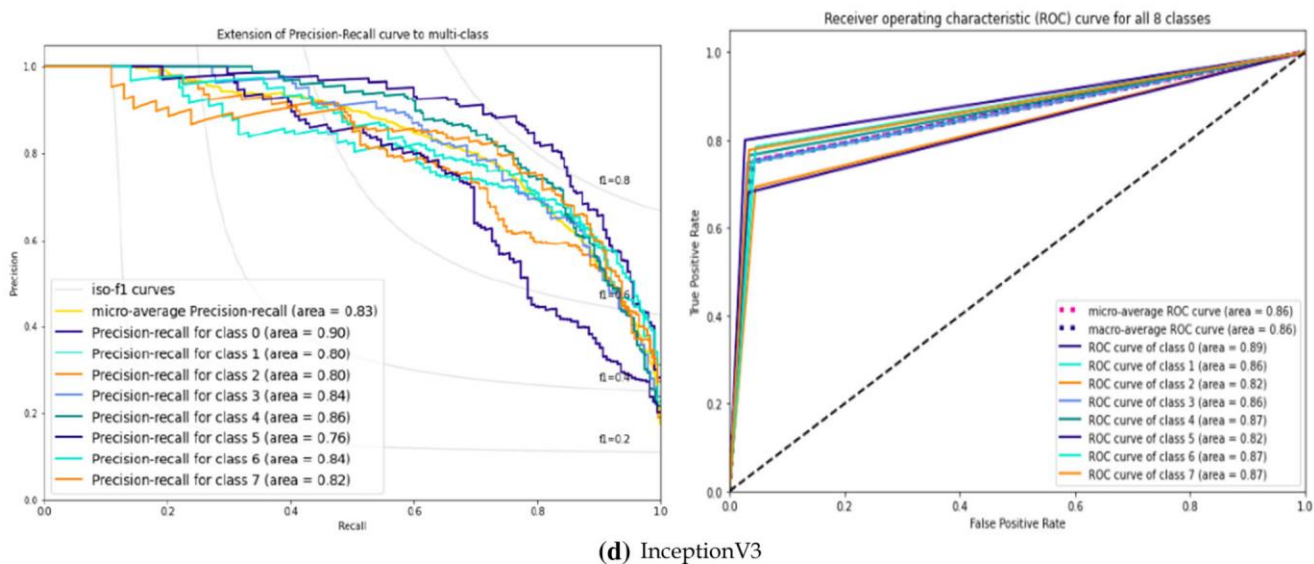 Extension of Precision-Recall curve to multi-class
1.0
0.8
0.6
0.4
0.2
0.0
Precision
f1=0.8
f1=0.6
f1=0.4
f1=0.2
iso-f1 curves
micro-average Precision-recall (area = 0.83)
Precision-recall for class 0 (area = 0.90)
Precision-recall for class 1 (area = 0.80)
Precision-recall for class 2 (area = 0.80)
Precision-recall for class 3 (area = 0.84)
Precision-recall for class 4 (area = 0.86)
Precision-recall for class 5 (area = 0.76)
Precision-recall for class 6 (area = 0.84)
Precision-recall for class 7 (area = 0.82)
0.0 0.2 0.4 0.6 0.8 1.0
Recall
Receiver operating characteristic (ROC) curve for all 8 classes
1.0
0.8
0.6
0.4
0.2
0.0
True Positive Rate
micro-average ROC curve (area = 0.86)
macro-average ROC curve (area = 0.86)
ROC curve of class 0 (area = 0.89)
ROC curve of class 1 (area = 0.86)
ROC curve of class 2 (area = 0.82)
ROC curve of class 3 (area = 0.86)
ROC curve of class 4 (area = 0.87)
ROC curve of class 5 (area = 0.82)
ROC curve of class 6 (area = 0.87)
ROC curve of class 7 (area = 0.87)
0.0 0.2 0.4 0.6 0.8 1.0
False Positive Rate
(d) InceptionV3